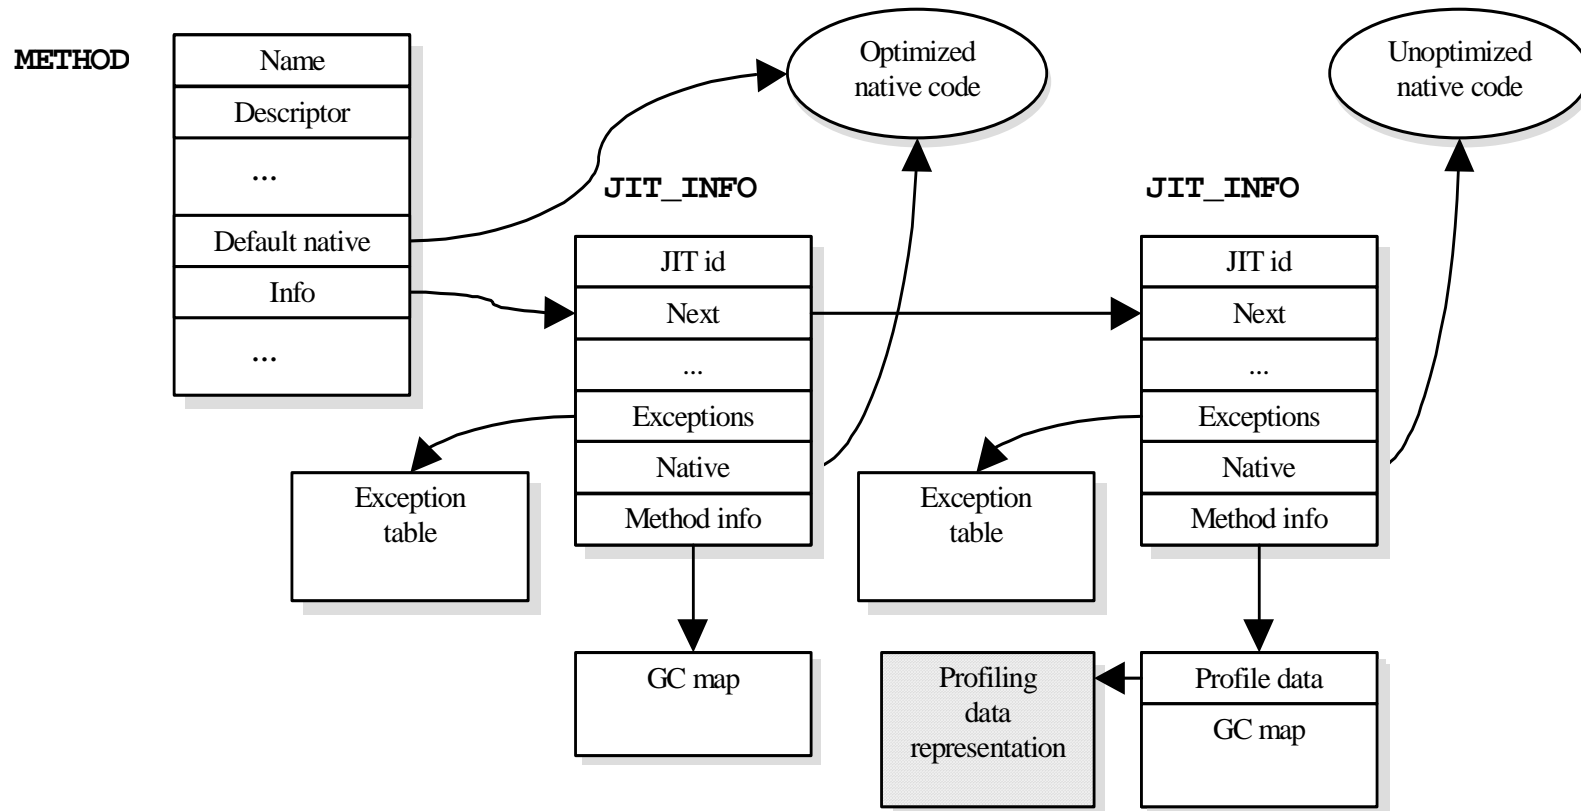 METHOD
Name
Descriptor
...
Default native
Info
...
Optimized
native code
Unoptimized
native code
JIT_INFO
JIT id
Next
...
Exceptions
Native
Method info
Exception
table
GC map
JIT_INFO
JIT id
Next
...
Exceptions
Native
Method info
Exception
table
Profiling
data
representation
Profile data
GC map